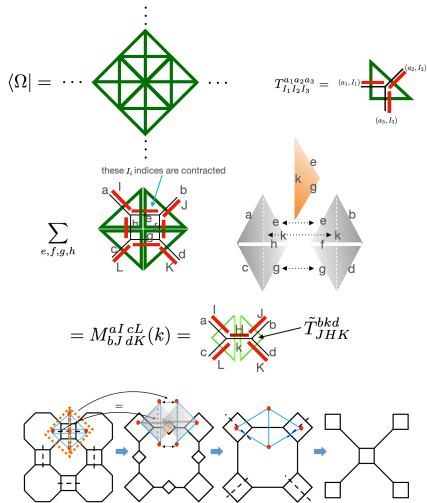 ⟨Ω| ··· ···
T^{a₁a₂a₃}_{I₁I₂I₃} = (a₁,I₁) (a₂,I₂) (a₃,I₃)
these I_i indices are contracted
∑_{e,f,g,h}
a I b J e h f g c L d K
k e g
a e b
k k
h f
c g g d
= M^{aI cL}_{bJ dK}(k) = I J a b H k c d L K T̃^{bkd}_{JHK}
=